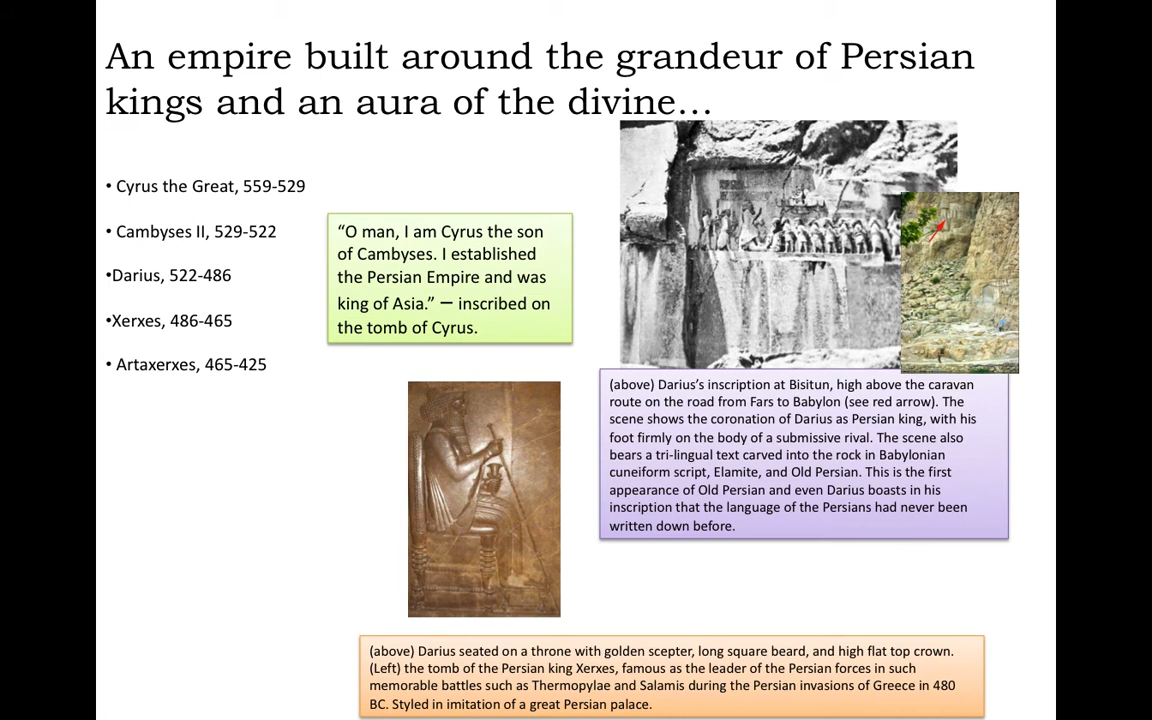 An empire built around the grandeur of Persian
kings and an aura of the divine…
• Cyrus the Great, 559-529
• Cambyses II, 529-522
•Darius, 522-486
•Xerxes, 486-465
• Artaxerxes, 465-425
“O man, I am Cyrus the son
of Cambyses. I established
the Persian Empire and was
king of Asia.” – inscribed on
the tomb of Cyrus.
(above) Darius’s inscription at Bisitun, high above the caravan
route on the road from Fars to Babylon (see red arrow). The
scene shows the coronation of Darius as Persian king, with his
foot firmly on the body of a submissive rival. The scene also
bears a tri-lingual text carved into the rock in Babylonian
cuneiform script, Elamite, and Old Persian. This is the first
appearance of Old Persian and even Darius boasts in his
inscription that the language of the Persians had never been
written down before.
(above) Darius seated on a throne with golden scepter, long square beard, and high flat top crown.
(Left) the tomb of the Persian king Xerxes, famous as the leader of the Persian forces in such
memorable battles such as Thermopylae and Salamis during the Persian invasions of Greece in 480
BC. Styled in imitation of a great Persian palace.